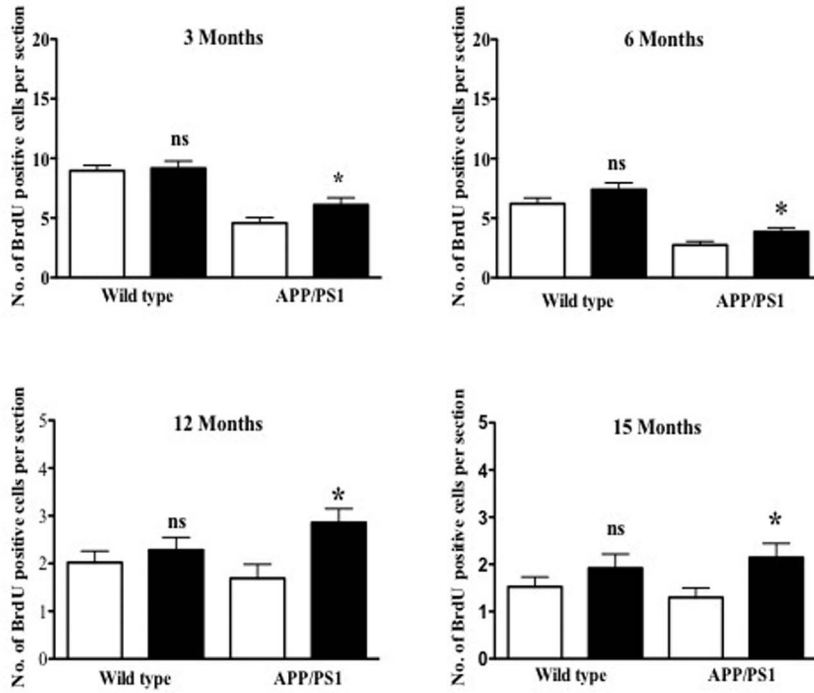 3 Months
No. of BrdU positive cells per section
20
15
10
5
0
ns
*
Wild type
APP/PS1
6 Months
No. of BrdU positive cells per section
20
15
10
5
0
ns
*
Wild type
APP/PS1
12 Months
No. of BrdU positive cells per section
5
4
3
2
1
0
ns
*
Wild type
APP/PS1
15 Months
No. of BrdU positive cells per section
5
4
3
2
1
0
ns
*
Wild type
APP/PS1